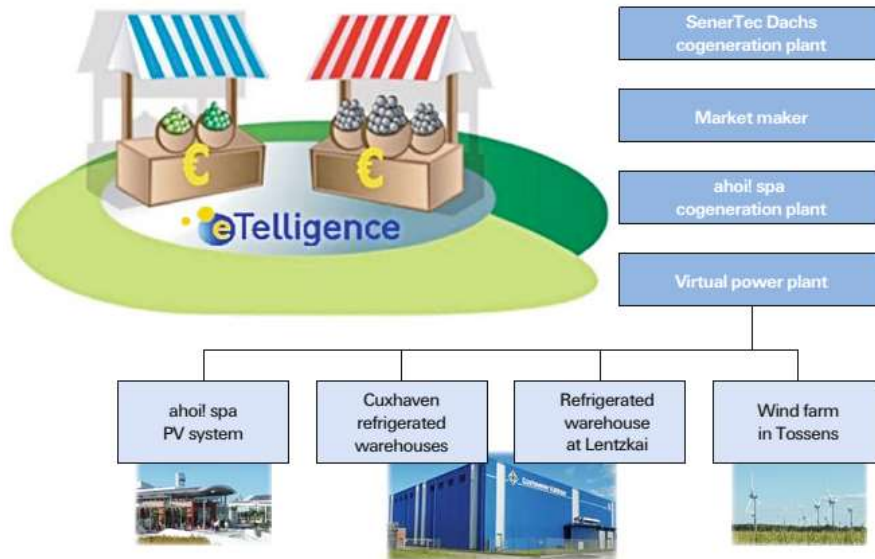 SenerTec Dachs
cogeneration plant
Market maker
ahoi! spa
cogeneration plant
Virtual power plant
€
€
eTelligence
ahoi! spa
PV system
Cuxhaven
refrigerated
warehouses
Refrigerated
warehouse
at Lentzkai
Wind farm
in Tossens